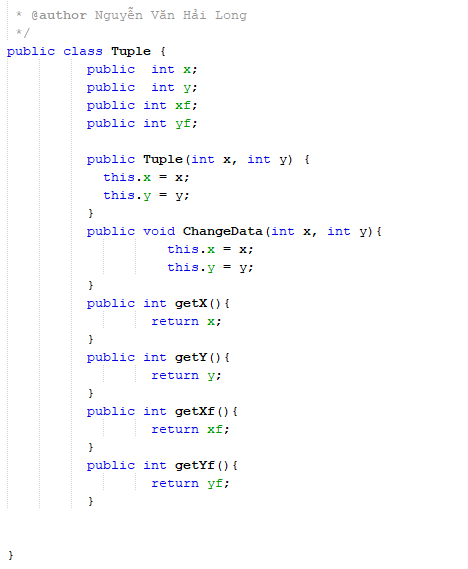 * @author Nguyễn Văn Hải Long
*/
public class Tuple {
public  int x;
public  int y;
public int xf;
public int yf;
public Tuple(int x, int y) {
this.x = x;
this.y = y;
}
public void ChangeData(int x, int y){
this.x = x;
this.y = y;
}
public int getX(){
return x;
}
public int getY(){
return y;
}
public int getXf(){
return xf;
}
public int getYf(){
return yf;
}
}